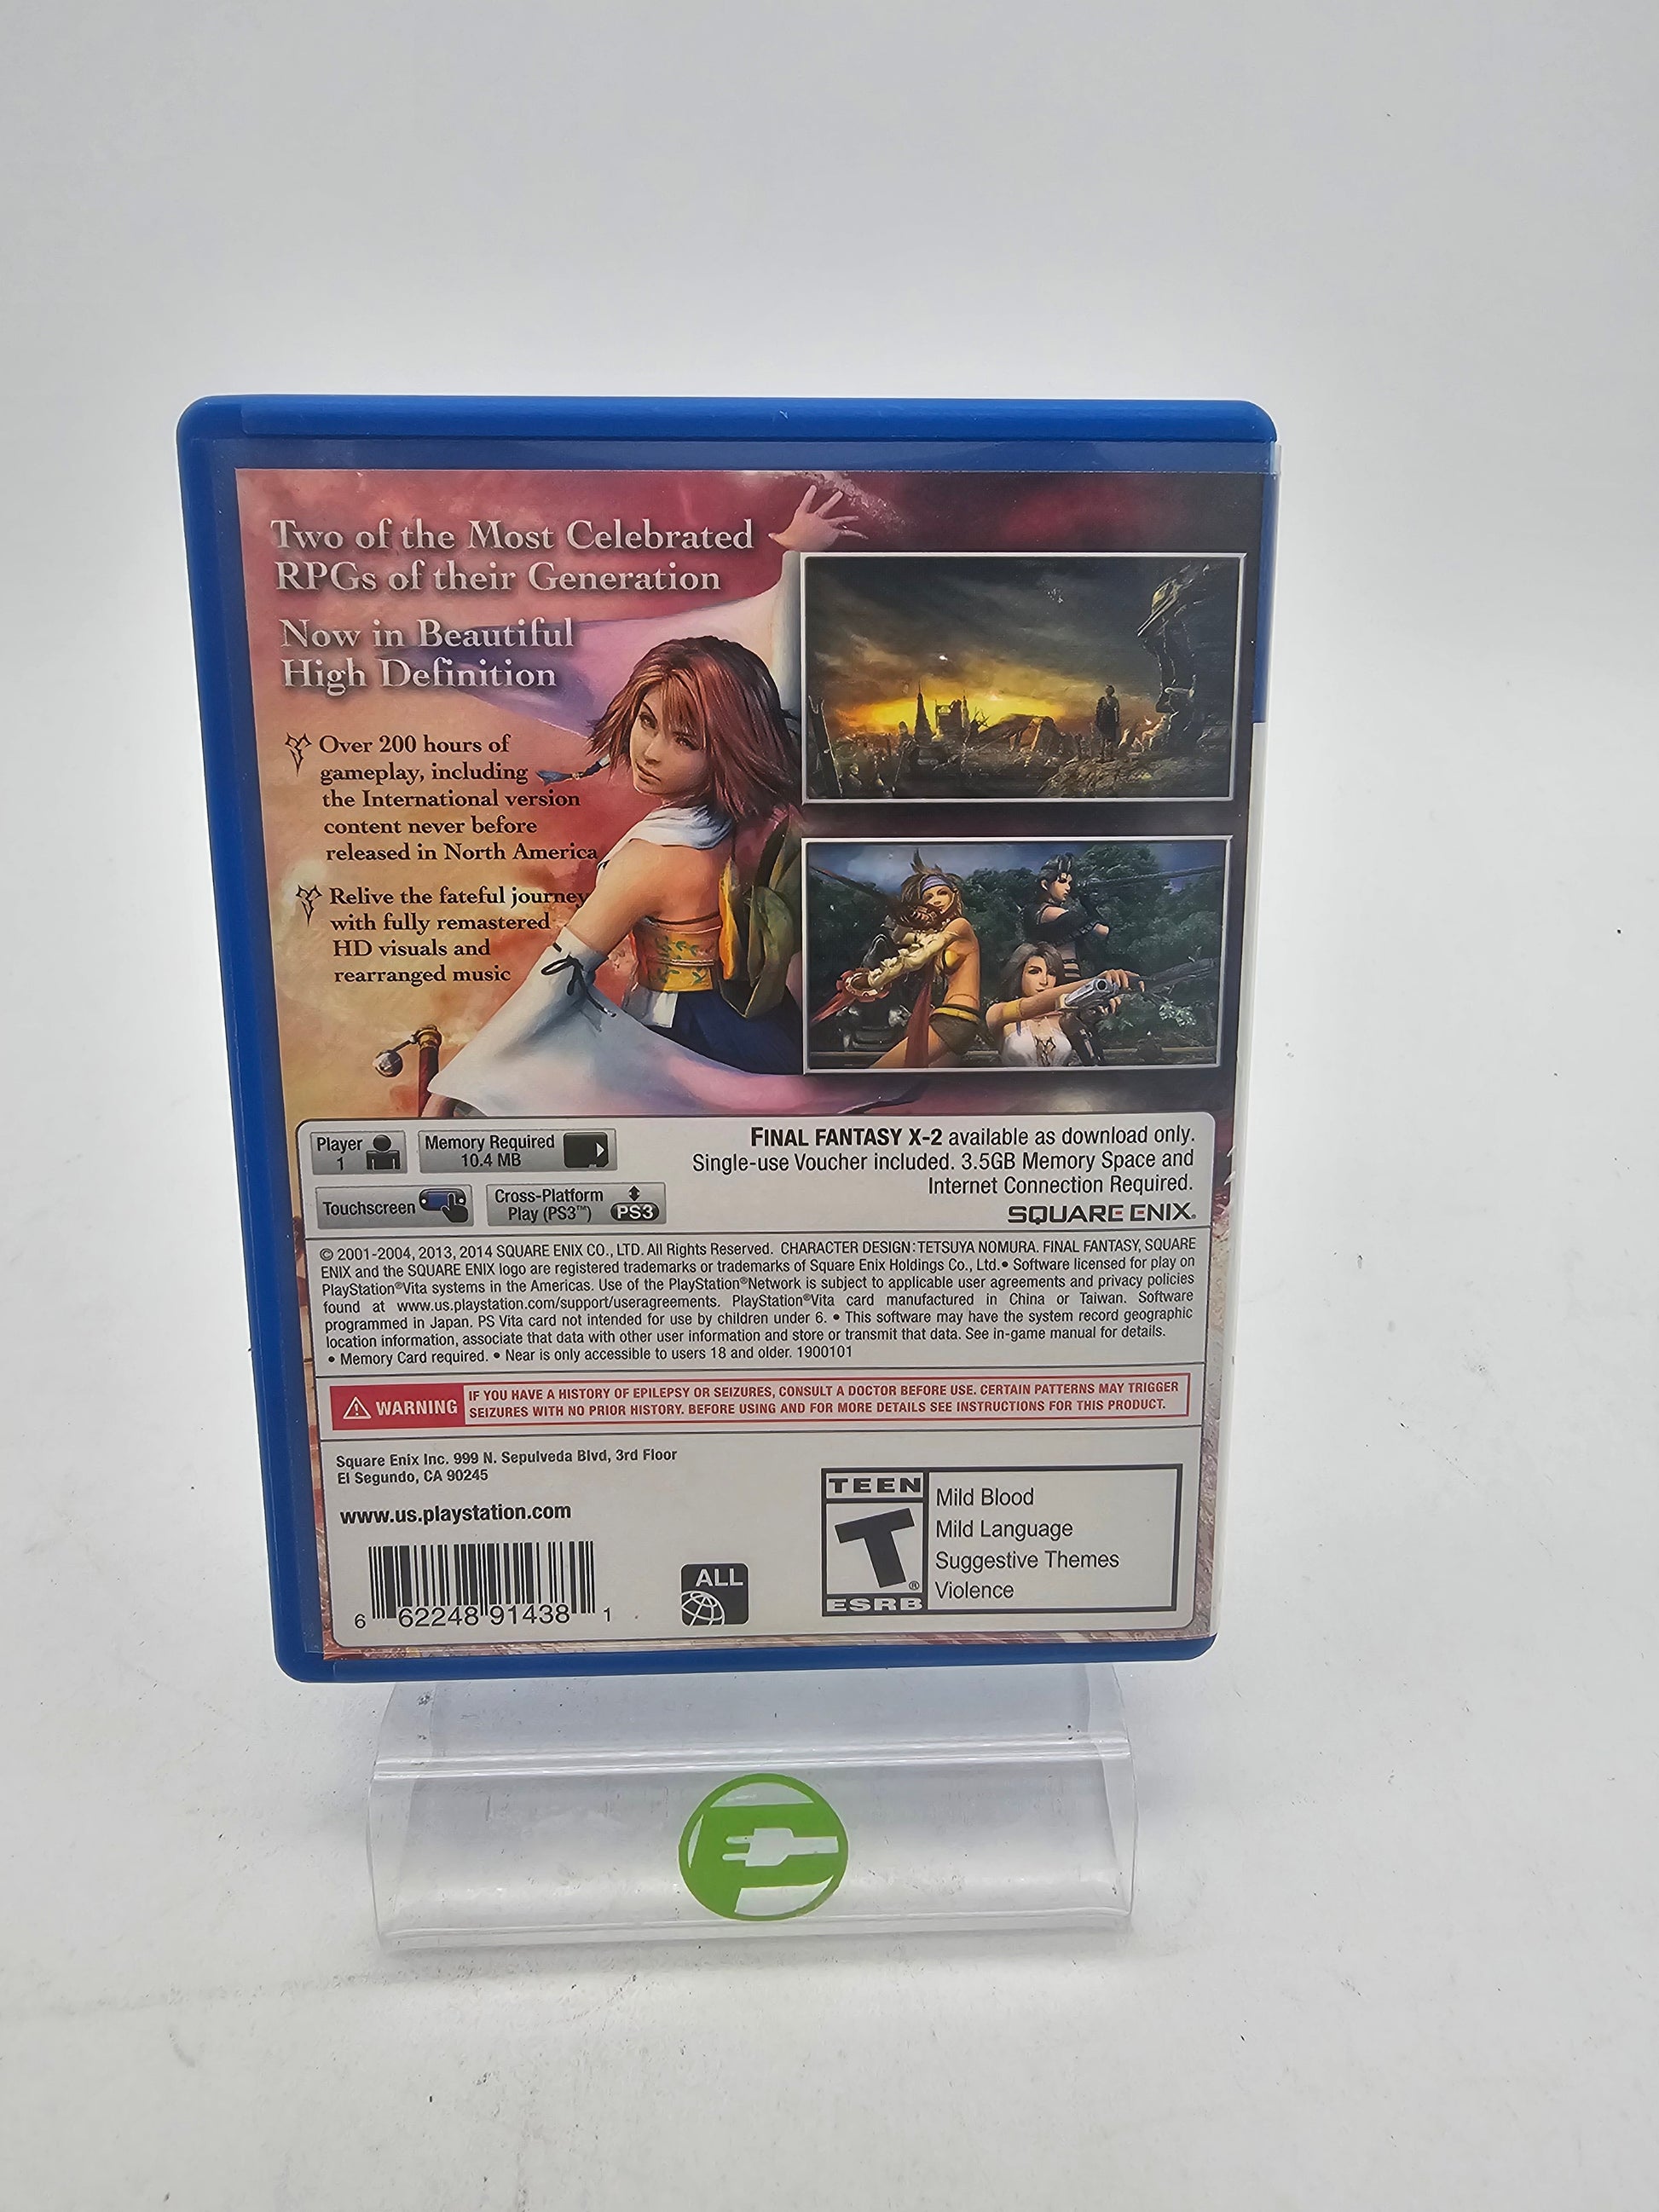 Two of the Most Celebrated
RPGs of their Generation
Now in Beautiful
High Definition
Over 200 hours of
gameplay, including
the International version
content never before
released in North America
Relive the fateful journey
with fully remastered
HD visuals and
rearranged music
Player
1
Memory Required
10.4 MB
Touchscreen
Cross-Platform
Play (PS3™)
PS3
FINAL FANTASY X-2 available as download only.
Single-use Voucher included. 3.5GB Memory Space and
Internet Connection Required.
SQUARE ENIX®
© 2001-2004, 2013, 2014 SQUARE ENIX CO., LTD. All Rights Reserved. CHARACTER DESIGN: TETSUYA NOMURA. FINAL FANTASY, SQUARE
ENIX and the SQUARE ENIX logo are registered trademarks or trademarks of Square Enix Holdings Co., Ltd. • Software licensed for play on
PlayStation®Vita systems in the Americas. Use of the PlayStation®Network is subject to applicable user agreements and privacy policies
found at www.us.playstation.com/support/useragreements. PlayStation®Vita card manufactured in China or Taiwan. Software
programmed in Japan. PS Vita card not intended for use by children under 6. • This software may have the system record geographic
location information, associate that data with other user information and store or transmit that data. See in-game manual for details.
• Memory Card required. • Near is only accessible to users 18 and older. 1900101
WARNING
IF YOU HAVE A HISTORY OF EPILEPSY OR SEIZURES, CONSULT A DOCTOR BEFORE USE. CERTAIN PATTERNS MAY TRIGGER
SEIZURES WITH NO PRIOR HISTORY. BEFORE USING AND FOR MORE DETAILS SEE INSTRUCTIONS FOR THIS PRODUCT.
Square Enix Inc. 999 N. Sepulveda Blvd, 3rd Floor
El Segundo, CA 90245
www.us.playstation.com
6 62248 91438 1
ALL
TEEN
T®
ESRB
Mild Blood
Mild Language
Suggestive Themes
Violence